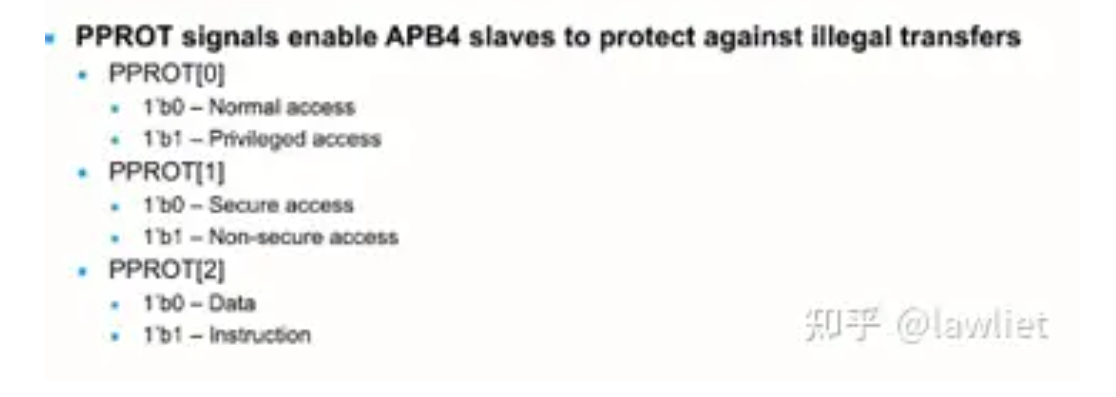 PPROT signals enable APB4 slaves to protect against illegal transfers
PPROT[0]
1'b0 – Normal access
1'b1 – Privileged access
PPROT[1]
1'b0 – Secure access
1'b1 – Non-secure access
PPROT[2]
1'b0 – Data
1'b1 – Instruction
知乎 @lawliet